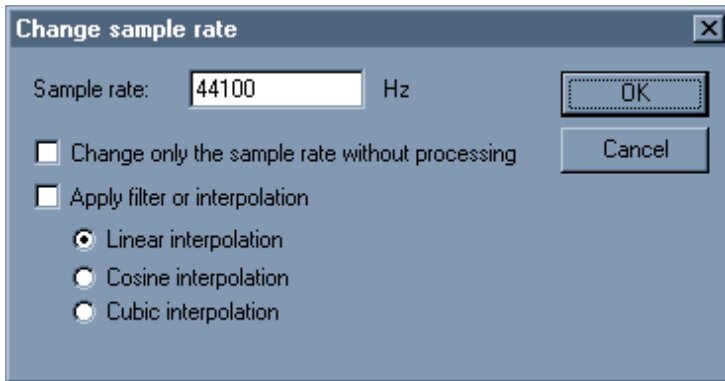 Change sample rate
Sample rate: 44100 Hz
OK
Change only the sample rate without processing
Cancel
Apply filter or interpolation
Linear interpolation
Cosine interpolation
Cubic interpolation